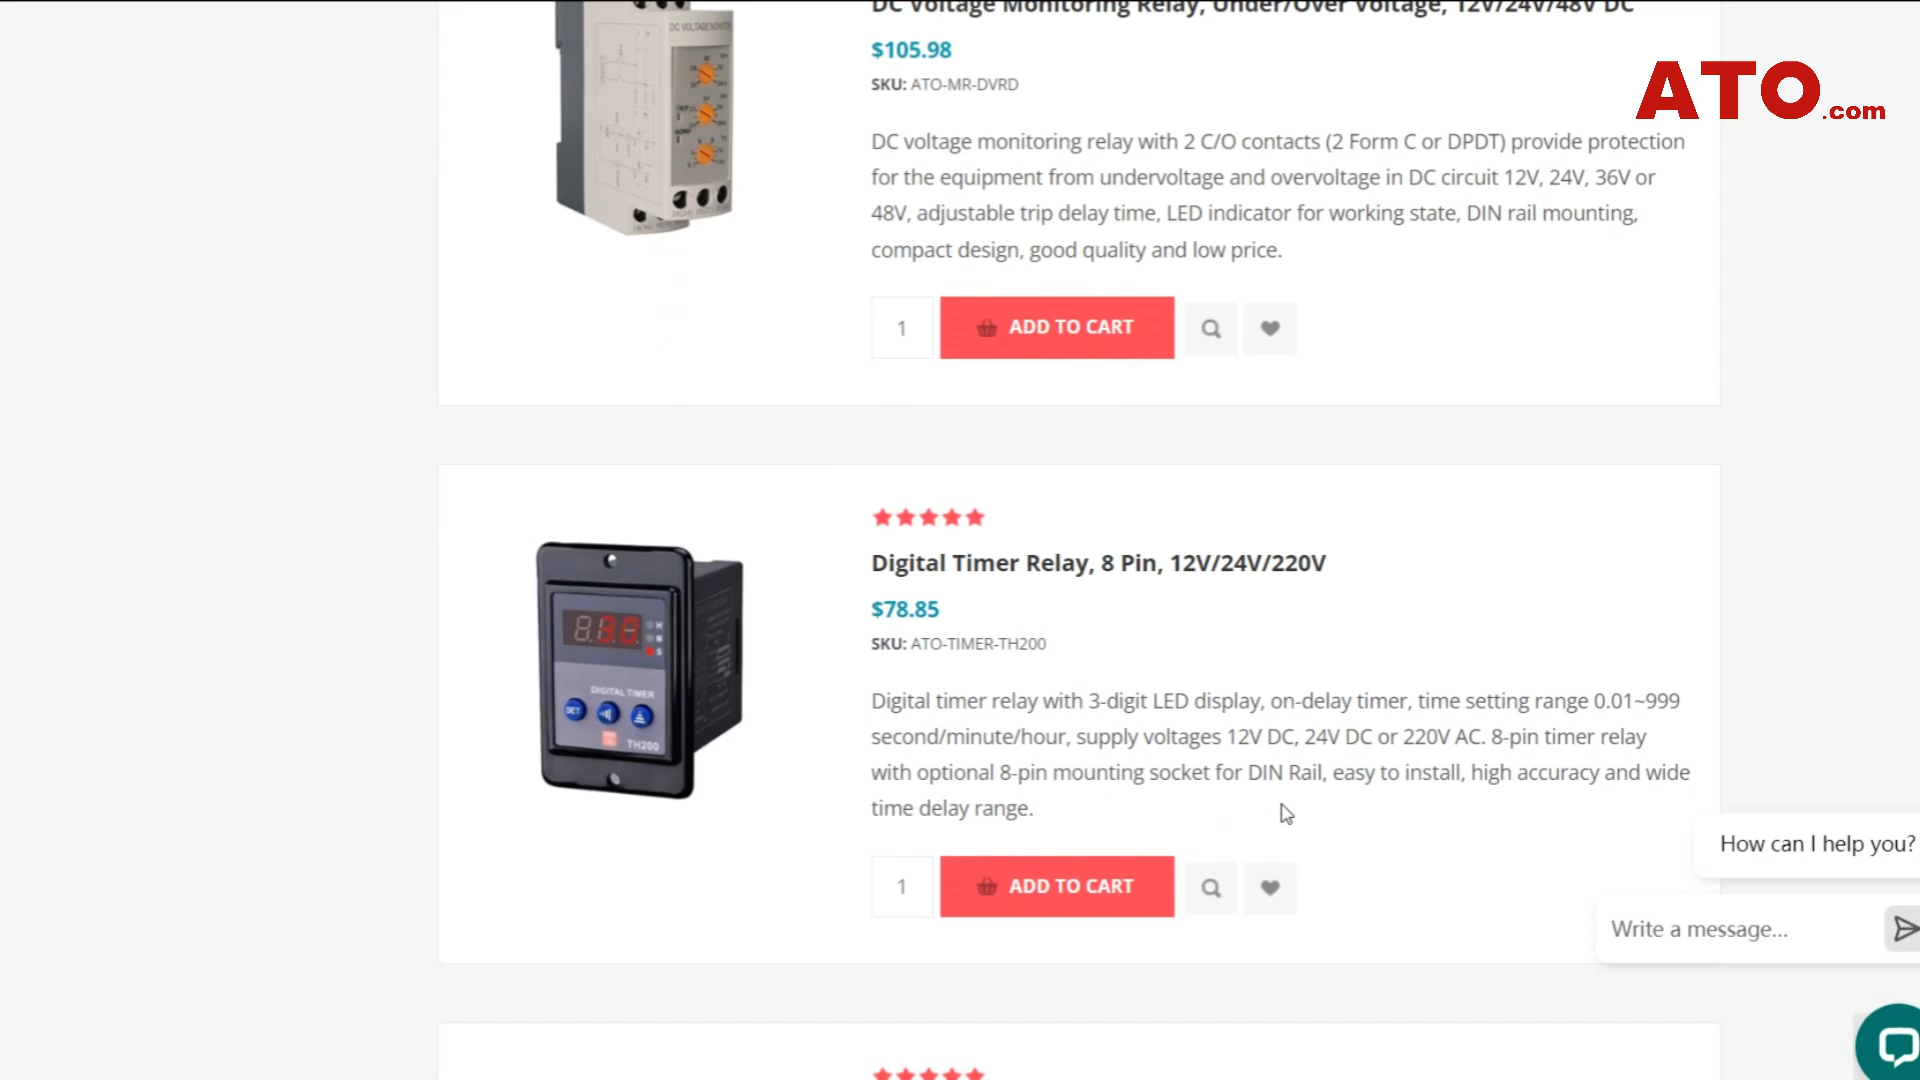 DC Voltage Monitoring Relay, Under/Over Voltage, 12V/24V/48V DC
$105.98
SKU: ATO-MR-DVRD
ATO.com
DC voltage monitoring relay with 2 C/O contacts (2 Form C or DPDT) provide protection
for the equipment from undervoltage and overvoltage in DC circuit 12V, 24V, 36V or
48V, adjustable trip delay time, LED indicator for working state, DIN rail mounting,
compact design, good quality and low price.
1
ADD TO CART
DC VOLTAGE MONITOR
Digital Timer Relay, 8 Pin, 12V/24V/220V
$78.85
SKU: ATO-TIMER-TH200
Digital timer relay with 3-digit LED display, on-delay timer, time setting range 0.01~999
second/minute/hour, supply voltages 12V DC, 24V DC or 220V AC. 8-pin timer relay
with optional 8-pin mounting socket for DIN Rail, easy to install, high accuracy and wide
time delay range.
1
ADD TO CART
H
M
S
DIGITAL TIMER
SET
TH200
How can I help you?
Write a message...